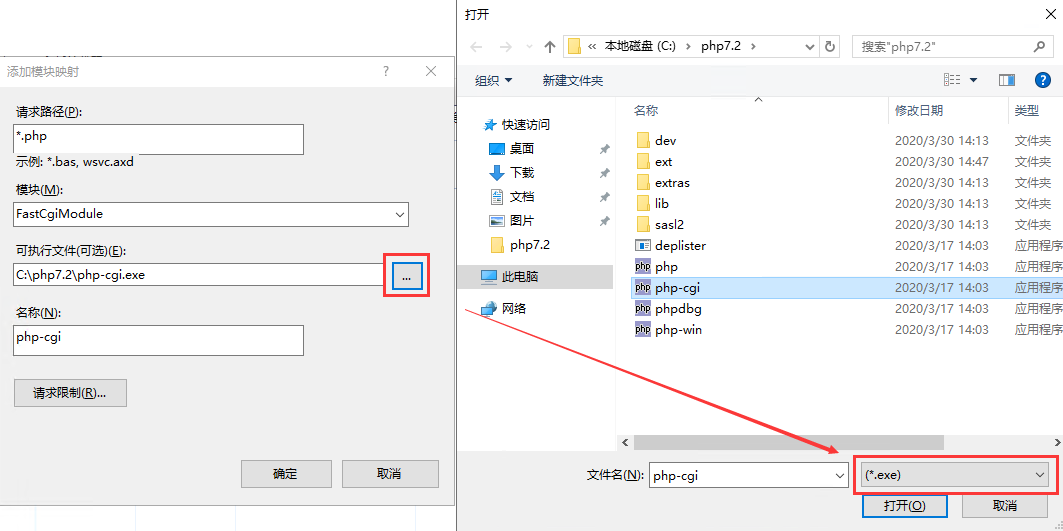 添加模块映射
?
请求路径(P):
*.php
示例: *.bas, wsvc.axd
模块(M):
FastCgiModule
可执行文件(可选)(E):
C:\php7.2\php-cgi.exe
...
名称(N):
php-cgi
请求限制(R)...
确定
取消
打开
« 本地磁盘 (C:) › php7.2 ›
搜索"php7.2"
组织
新建文件夹
?
快速访问
桌面
下载
文档
图片
php7.2
此电脑
网络
名称 修改日期 类型
dev 2020/3/30 14:13 文件夹
ext 2020/3/30 14:47 文件夹
extras 2020/3/30 14:13 文件夹
lib 2020/3/30 14:13 文件夹
sasl2 2020/3/30 14:13 文件夹
deplister 2020/3/17 14:03 应用程序
php php 2020/3/17 14:03 应用程序
php php-cgi 2020/3/17 14:03 应用程序
php phpdbg 2020/3/17 14:03 应用程序
php php-win 2020/3/17 14:03 应用程序
文件名(N):
php-cgi
(*.exe)
打开(O)
取消